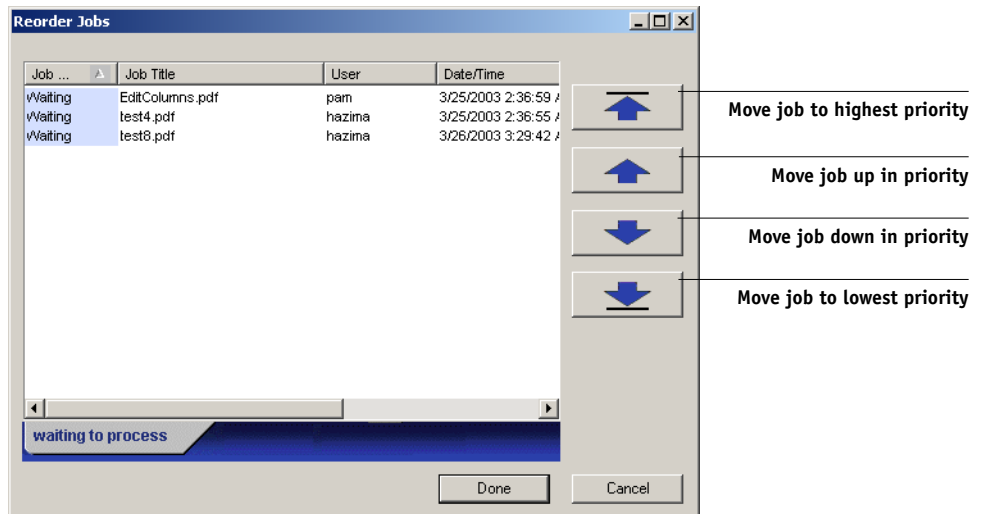 Reorder Jobs
Job ... Job Title User Date/Time
Waiting EditColumns.pdf pam 3/25/2003 2:36:59
Waiting test4.pdf hazima 3/25/2003 2:36:55
Waiting test8.pdf hazima 3/26/2003 3:29:42
Move job to highest priority
Move job up in priority
Move job down in priority
Move job to lowest priority
waiting to process
Done Cancel